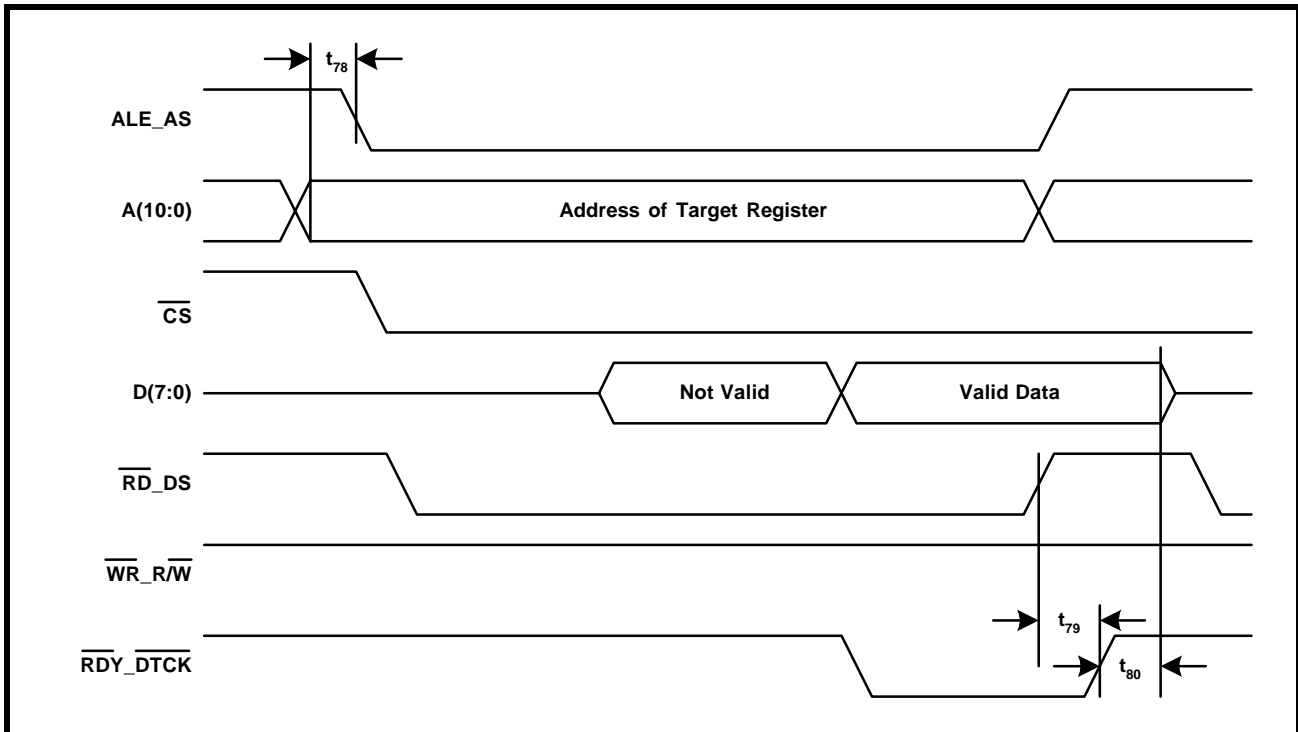 t78
ALE_AS
A(10:0) Address of Target Register
CS
D(7:0) Not Valid Valid Data
RD_DS
WR_R/W
t79
RDY_DTCK
t80